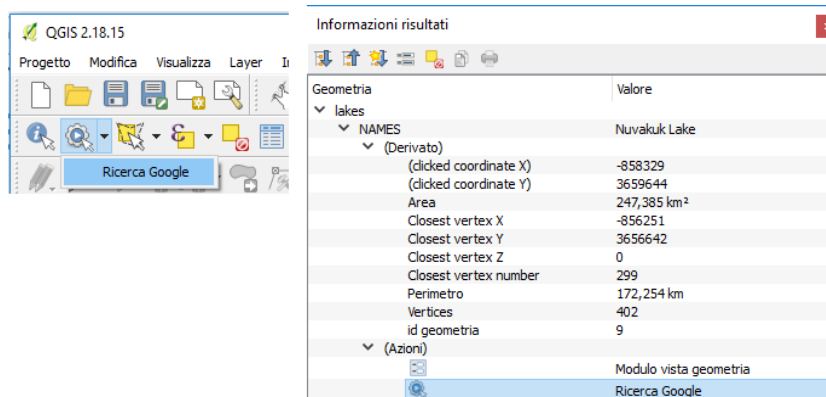 QGIS 2.18.15
Progetto Modifica Visualizza Layer
Ricerca Google
Informazioni risultati
Geometria Valore
lakes
NAMES Nuvakuk Lake
(Derivato)
(clicked coordinate X) -858329
(clicked coordinate Y) 3659644
Area 247,385 km²
Closest vertex X -856251
Closest vertex Y 3656642
Closest vertex Z 0
Closest vertex number 299
Perimetro 172,254 km
Vertices 402
id geometria 9
(Azioni)
Modulo vista geometria
Ricerca Google